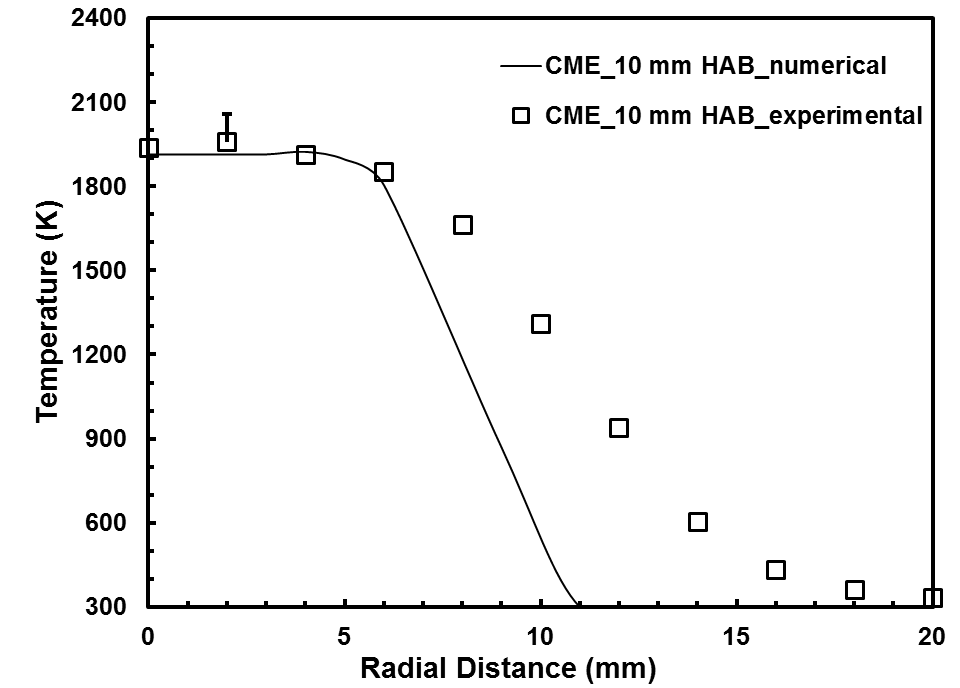 2400
2100
1800
1500
1200
900
600
300
Temperature (K)
CME_10 mm HAB_numerical
CME_10 mm HAB_experimental
0 5 10 15 20
Radial Distance (mm)